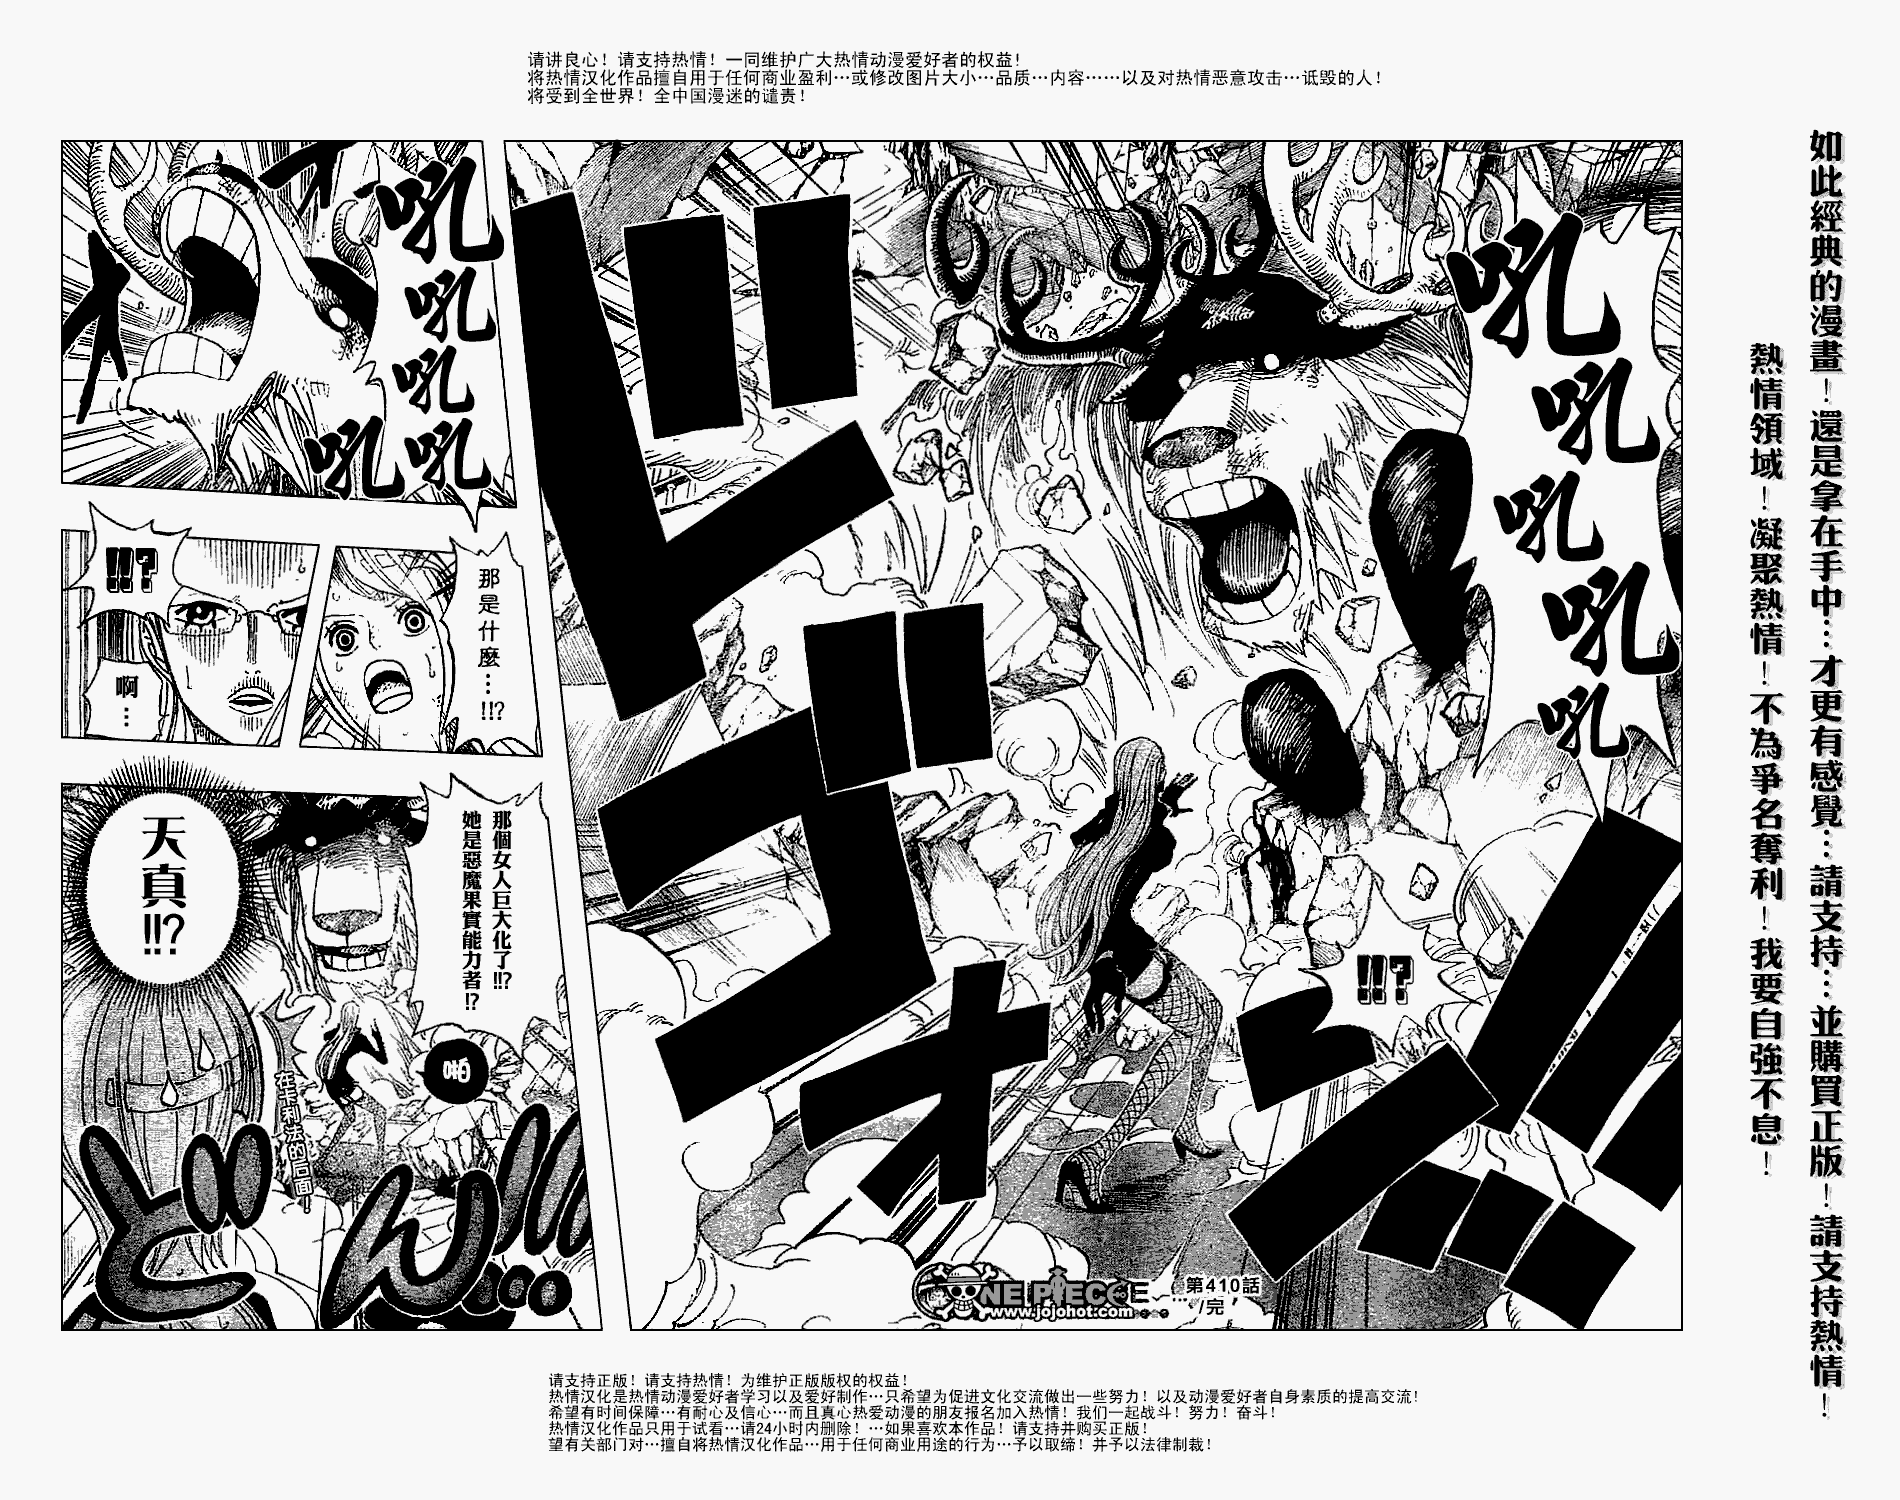 请讲良心！请支持热情！一同维护广大热情动漫爱好者的权益！
将热情汉化作品擅自用于任何商业盈利…或修改图片大小…品质…内容……以及对热情恶意攻击…诋毁的人！
将受到全世界！全中国漫迷的谴责！
如此經典的漫畫！還是拿在手中…才更有感覺…請支持…並購買正版！請支持熱情！
熱情領域！凝聚熱情！不為爭名奪利！我要自強不息！
吼吼吼吼吼
ドドゴオン!!!
!!?
第410話
/完
ONE PIECE
www.jojohot.com
吼吼吼吼吼
那是什麼…!!?
!!?
啊…
那個女人巨大化了!!?
她是惡魔果實能力者!?
天真!!?
啪
在卡利法的后面！
どん!!!…
请支持正版！请支持热情！为维护正版版权的权益！
热情汉化是热情动漫爱好者学习以及爱好制作…只希望为促进文化交流做出一些努力！以及动漫爱好者自身素质的提高交流！
希望有时间保障…有耐心及信心…而且真心热爱动漫的朋友报名加入热情！我们一起战斗！努力！奋斗！
热情汉化作品只用于试看…请24小时内删除！…如果喜欢本作品！请支持并购买正版！
望有关部门对…擅自将热情汉化作品…用于任何商业用途的行为…予以取缔！并予以法律制裁！